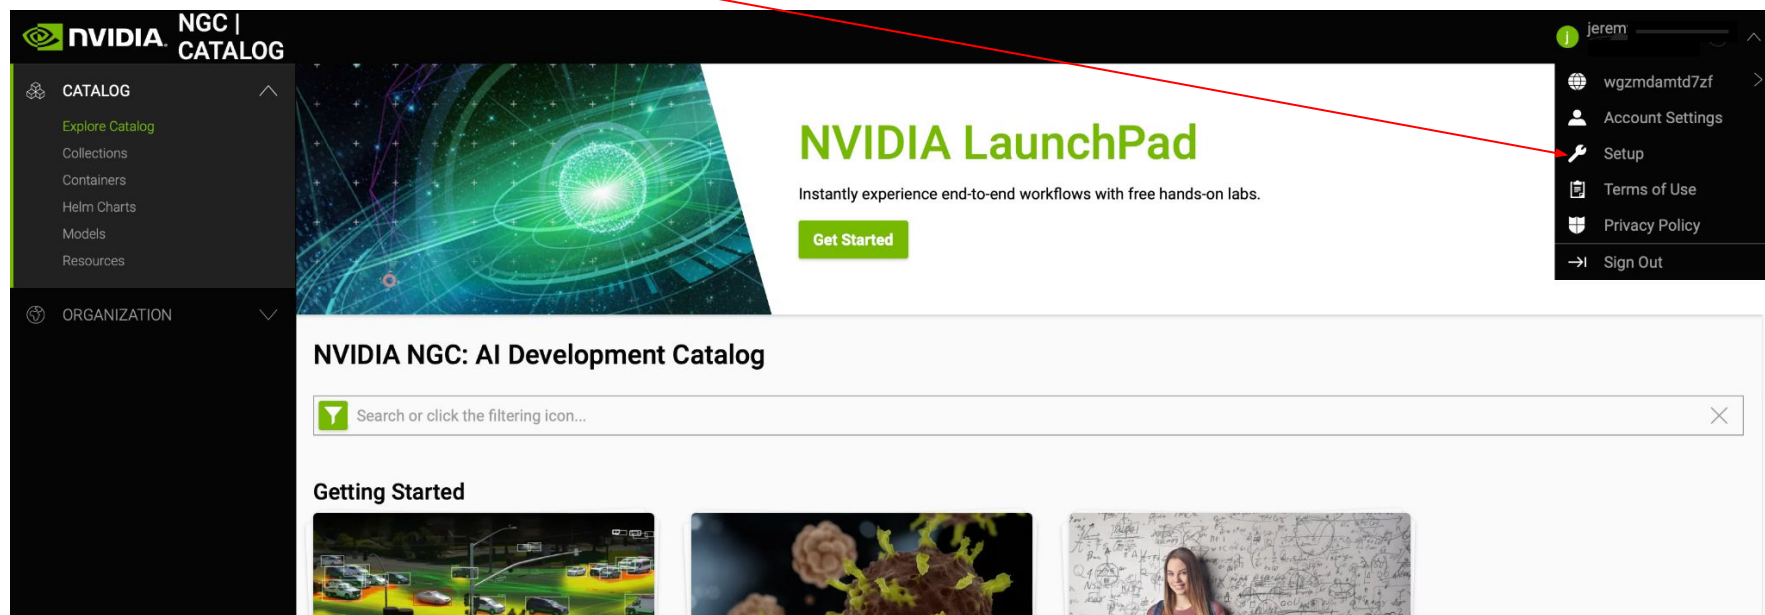 NVIDIA.
NGC |
CATALOG
jerem
CATALOG
Explore Catalog
Collections
Containers
Helm Charts
Models
Resources
ORGANIZATION
NVIDIA LaunchPad
Instantly experience end-to-end workflows with free hands-on labs.
Get Started
j
wgzmdamtd7zf
Account Settings
Setup
Terms of Use
Privacy Policy
Sign Out
NVIDIA NGC: AI Development Catalog
Search or click the filtering icon...
Getting Started